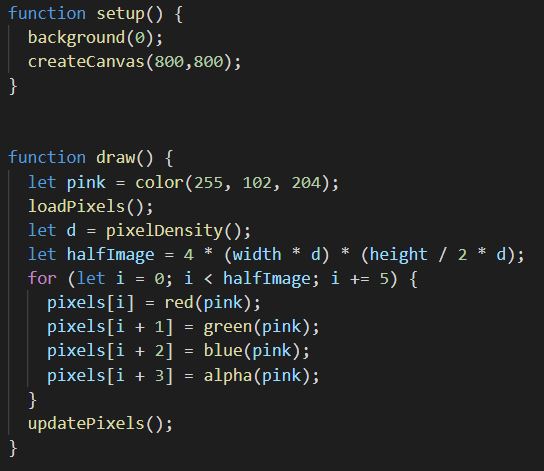 function setup() {
  background(0);
  createCanvas(800,800);
}
function draw() {
  let pink = color(255, 102, 204);
  loadPixels();
  let d = pixelDensity();
  let halfImage = 4 * (width * d) * (height / 2 * d);
  for (let i = 0; i < halfImage; i += 5) {
    pixels[i] = red(pink);
    pixels[i + 1] = green(pink);
    pixels[i + 2] = blue(pink);
    pixels[i + 3] = alpha(pink);
  }
  updatePixels();
}